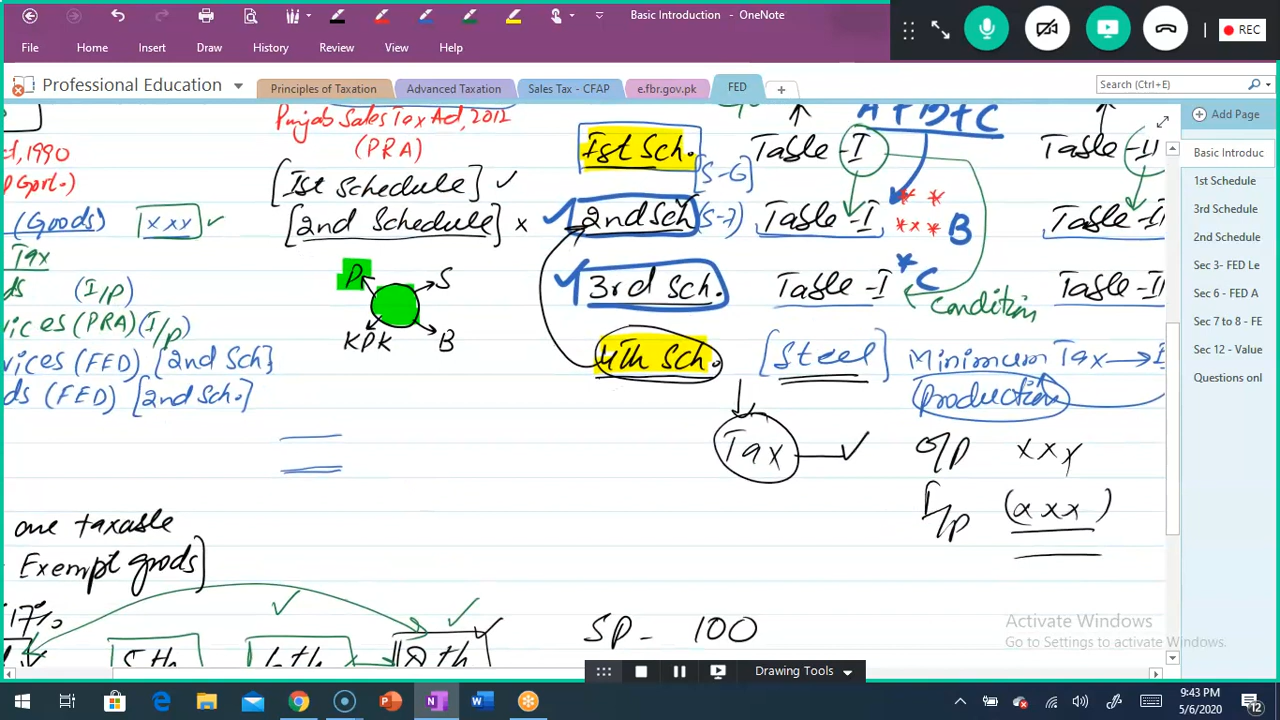 Basic Introduction - OneNote
REC
File Home Insert Draw History Review View Help
Professional Education
Principles of Taxation
Advanced Taxation
Sales Tax - CFAP
e.fbr.gov.pk
FED
Search (Ctrl+E)
Add Page
Basic Introduc
1st Schedule
3rd Schedule
2nd Schedule
Sec 3- FED Le
Sec 6 - FED A
Sec 7 to 8 - FE
Sec 12 - Value
Questions onl
Punjab Sales Tax Act, 2012
(PRA)
[Ist Schedule] ✓
[2nd Schedule] ×
ct, 1990
(Goods) xxx ✓
Tax
ds (I/p)
vices (PRA) (I/p)
vices (FED) [2nd Sch]
ds (FED) [2nd Sch.]
P S
KPK B
A + B + C
Ist Sch. [S-6] Table-I Table-II
✓ 2nd Sch (S-7) Table-I B Table-II
✓ 3rd Sch. Table-I C Table-II
condition
4th Sch. [Steel] Minimum Tax → I
Production
Tax ✓ O/p xxx
I/p (xxx)
one taxable
Exempt goods]
17%
5th 6th 8th
SP - 100
Activate Windows
Go to Settings to activate Windows.
Drawing Tools
9:43 PM
5/6/2020
12